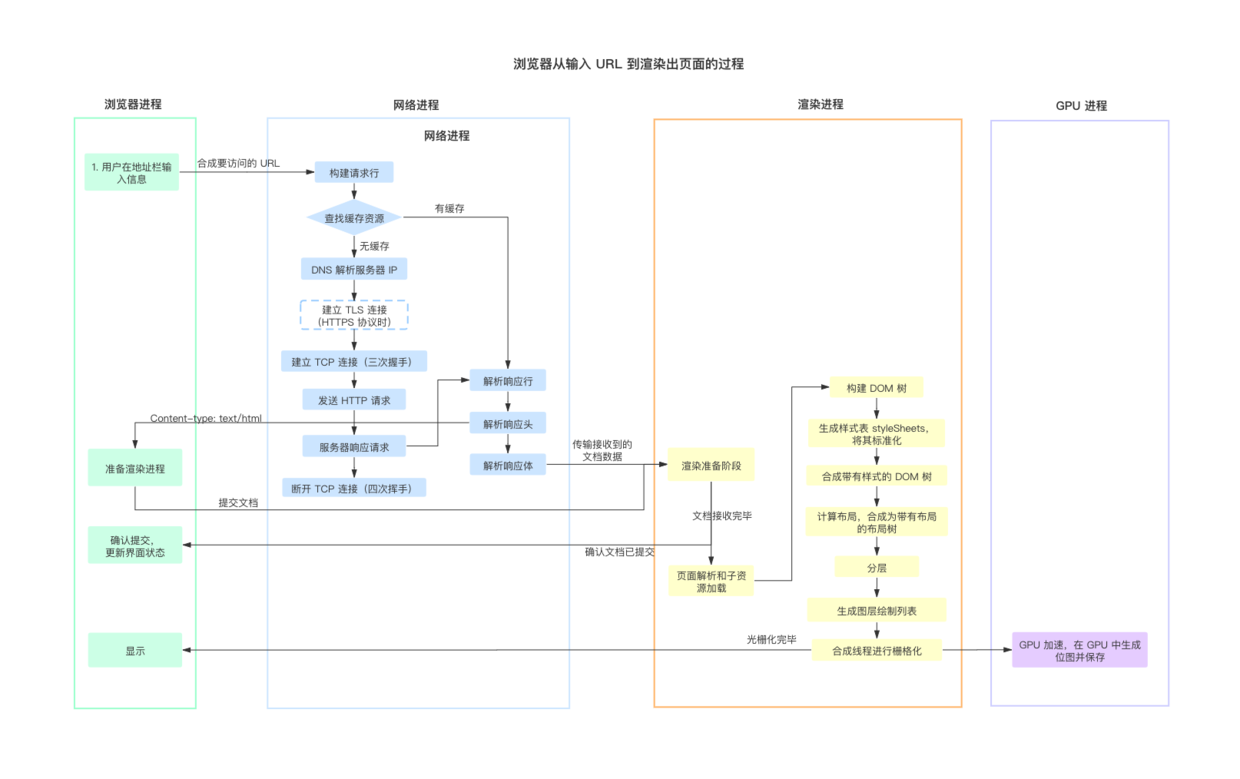 浏览器从输入 URL 到渲染出页面的过程
浏览器进程
网络进程
渲染进程
GPU 进程
网络进程
1. 用户在地址栏输
入信息
合成要访问的 URL
构建请求行
查找缓存资源
有缓存
无缓存
DNS 解析服务器 IP
建立 TLS 连接
（HTTPS 协议时）
建立 TCP 连接（三次握手）
发送 HTTP 请求
服务器响应请求
断开 TCP 连接（四次挥手）
解析响应行
解析响应头
解析响应体
Content-type: text/html
准备渲染进程
提交文档
传输接收到的
文档数据
渲染准备阶段
文档接收完毕
确认提交，
更新界面状态
确认文档已提交
页面解析和子资
源加载
构建 DOM 树
生成样式表 styleSheets，
将其标准化
合成带有样式的 DOM 树
计算布局，合成为带有布局
的布局树
分层
生成图层绘制列表
合成线程进行栅格化
光栅化完毕
显示
GPU 加速，在 GPU 中生成
位图并保存